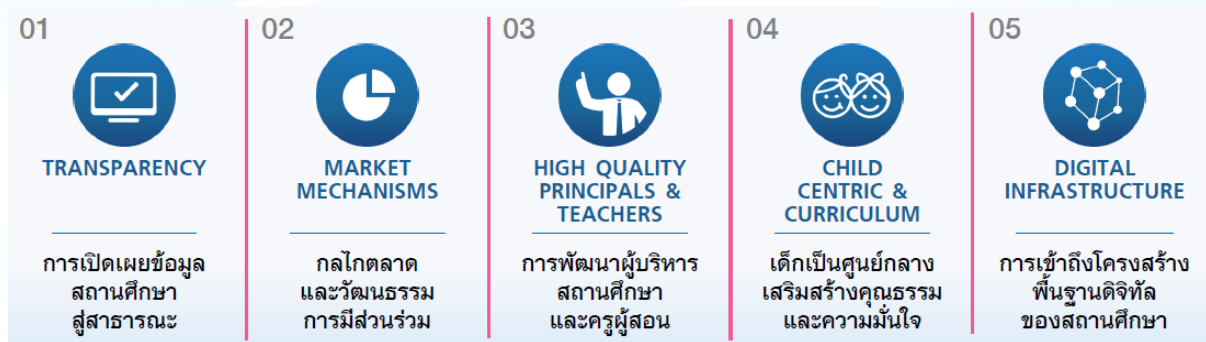 01
TRANSPARENCY
การเปิดเผยข้อมูล
สถานศึกษา
สู่สาธารณะ
02
MARKET
MECHANISMS
กลไกตลาด
และวัฒนธรรม
การมีส่วนร่วม
03
HIGH QUALITY
PRINCIPALS &
TEACHERS
การพัฒนาผู้บริหาร
สถานศึกษา
และครูผู้สอน
04
CHILD
CENTRIC &
CURRICULUM
เด็กเป็นศูนย์กลาง
เสริมสร้างคุณธรรม
และความมั่นใจ
05
DIGITAL
INFRASTRUCTURE
การเข้าถึงโครงสร้าง
พื้นฐานดิจิทัล
ของสถานศึกษา